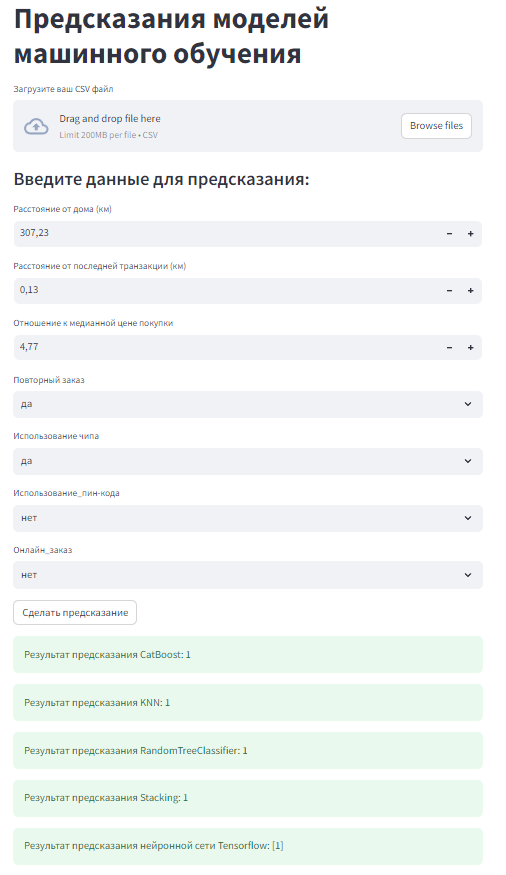 Предсказания моделей
машинного обучения
Загрузите ваш CSV файл
Drag and drop file here
Limit 200MB per file • CSV
Browse files
Введите данные для предсказания:
Расстояние от дома (км)
307,23
Расстояние от последней транзакции (км)
0,13
Отношение к медианной цене покупки
4,77
Повторный заказ
да
Использование чипа
да
Использование_пин-кода
нет
Онлайн_заказ
нет
Сделать предсказание
Результат предсказания CatBoost: 1
Результат предсказания KNN: 1
Результат предсказания RandomTreeClassifier: 1
Результат предсказания Stacking: 1
Результат предсказания нейронной сети Tensorflow: [1]